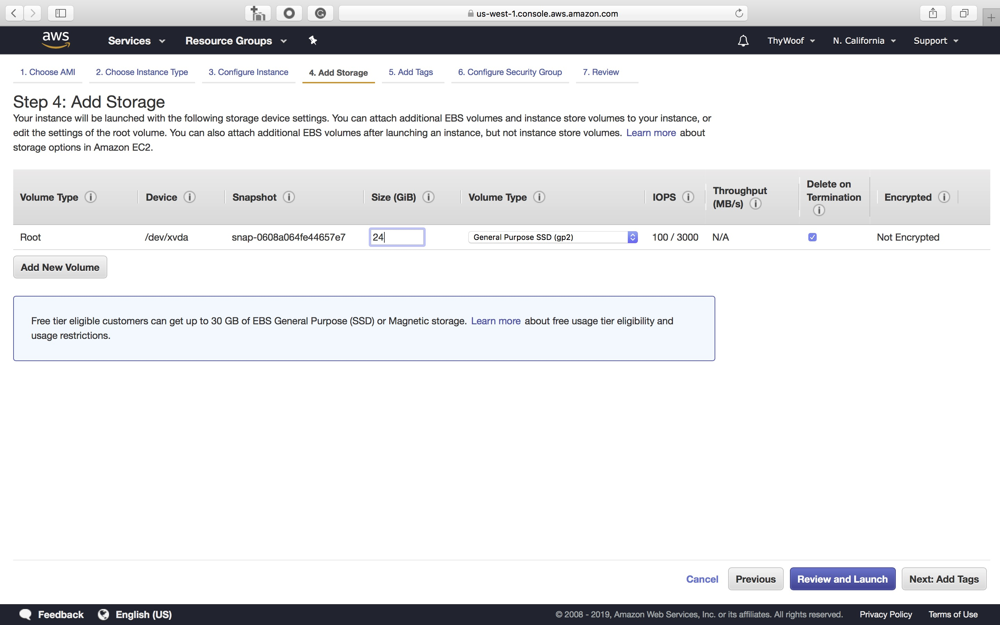 us-west-1.console.aws.amazon.com
aws Services Resource Groups ThyWoof N. California Support
1. Choose AMI 2. Choose Instance Type 3. Configure Instance 4. Add Storage 5. Add Tags 6. Configure Security Group 7. Review
Step 4: Add Storage
Your instance will be launched with the following storage device settings. You can attach additional EBS volumes and instance store volumes to your instance, or
edit the settings of the root volume. You can also attach additional EBS volumes after launching an instance, but not instance store volumes. Learn more about
storage options in Amazon EC2.
Volume Type Device Snapshot Size (GiB) Volume Type IOPS Throughput (MB/s) Delete on Termination Encrypted
Root /dev/xvda snap-0608a064fe44657e7 24 General Purpose SSD (gp2) 100 / 3000 N/A Not Encrypted
Add New Volume
Free tier eligible customers can get up to 30 GB of EBS General Purpose (SSD) or Magnetic storage. Learn more about free usage tier eligibility and
usage restrictions.
Cancel Previous Review and Launch Next: Add Tags
Feedback English (US) © 2008 - 2019, Amazon Web Services, Inc. or its affiliates. All rights reserved. Privacy Policy Terms of Use